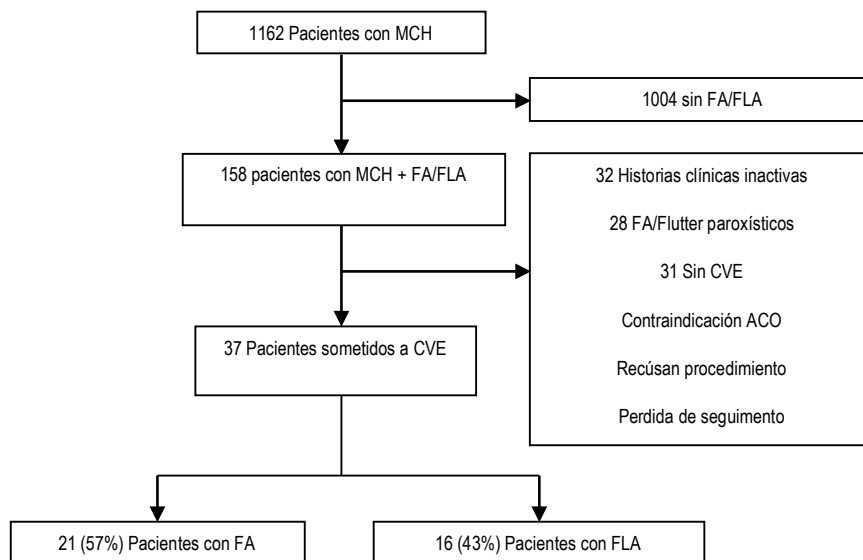 1162 Pacientes con MCH
1004 sin FA/FLA
158 pacientes con MCH + FA/FLA
32 Historias clínicas inactivas
28 FA/Flutter paroxísticos
31 Sin CVE
Contraindicación ACO
Recúsan procedimiento
Perdida de seguimento
37 Pacientes sometidos a CVE
21 (57%) Pacientes con FA
16 (43%) Pacientes con FLA